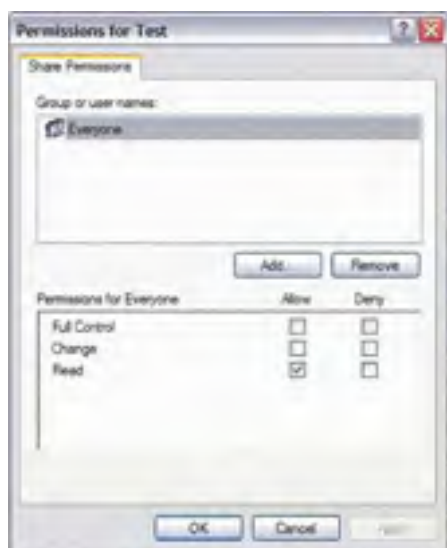 Permissions for Test
Share Permissions
Group or user names:
Everyone
Add...
Remove
Permissions for Everyone
Allow
Deny
Full Control
Change
Read
OK
Cancel